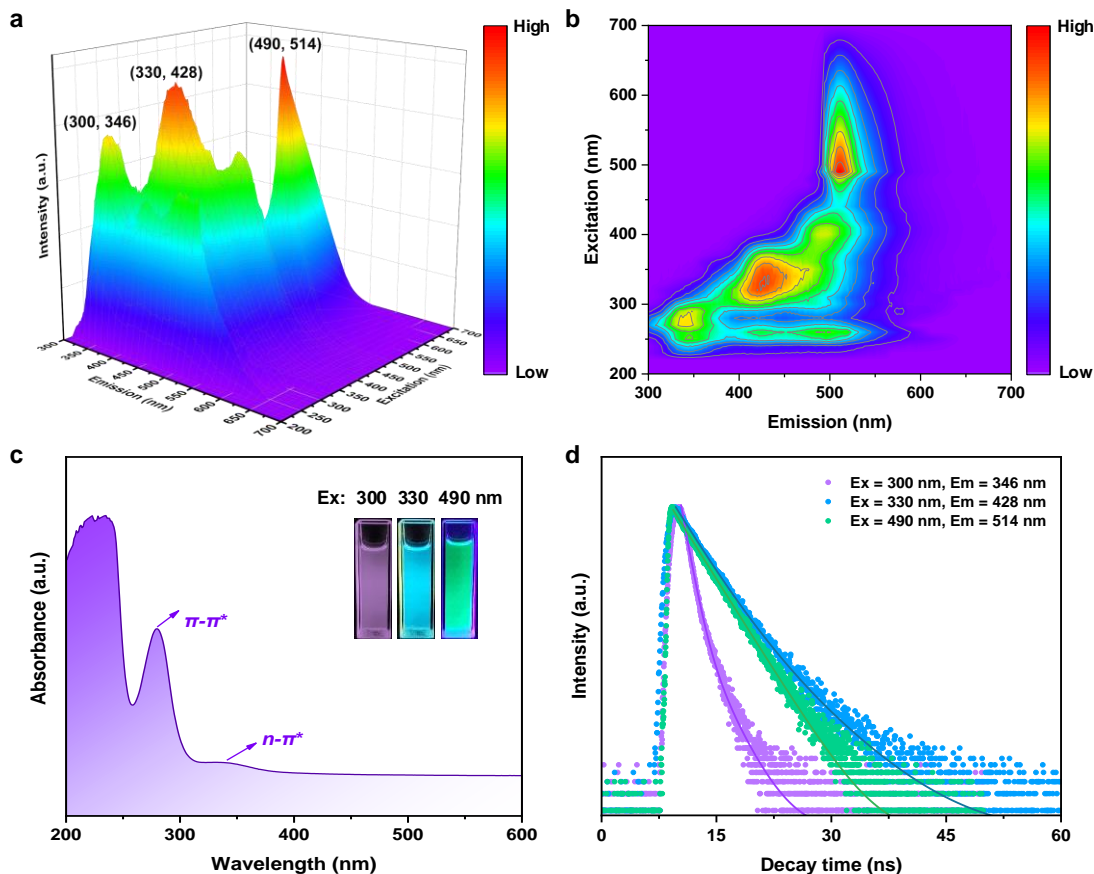 a
High
(490, 514)
(330, 428)
(300, 346)
Intensity (a.u.)
300
350
400
450
500
550
600
650
700
Emission (nm)
200
250
300
350
400
450
500
550
600
650
700
Excitation (nm)
Low
b
700
600
500
400
300
200
Excitation (nm)
300 400 500 600 700
Emission (nm)
High
Low
c
Absorbance (a.u.)
Ex: 300 330 490 nm
π-π*
n-π*
200 300 400 500 600
Wavelength (nm)
d
Intensity (a.u.)
Ex = 300 nm, Em = 346 nm
Ex = 330 nm, Em = 428 nm
Ex = 490 nm, Em = 514 nm
0 15 30 45 60
Decay time (ns)